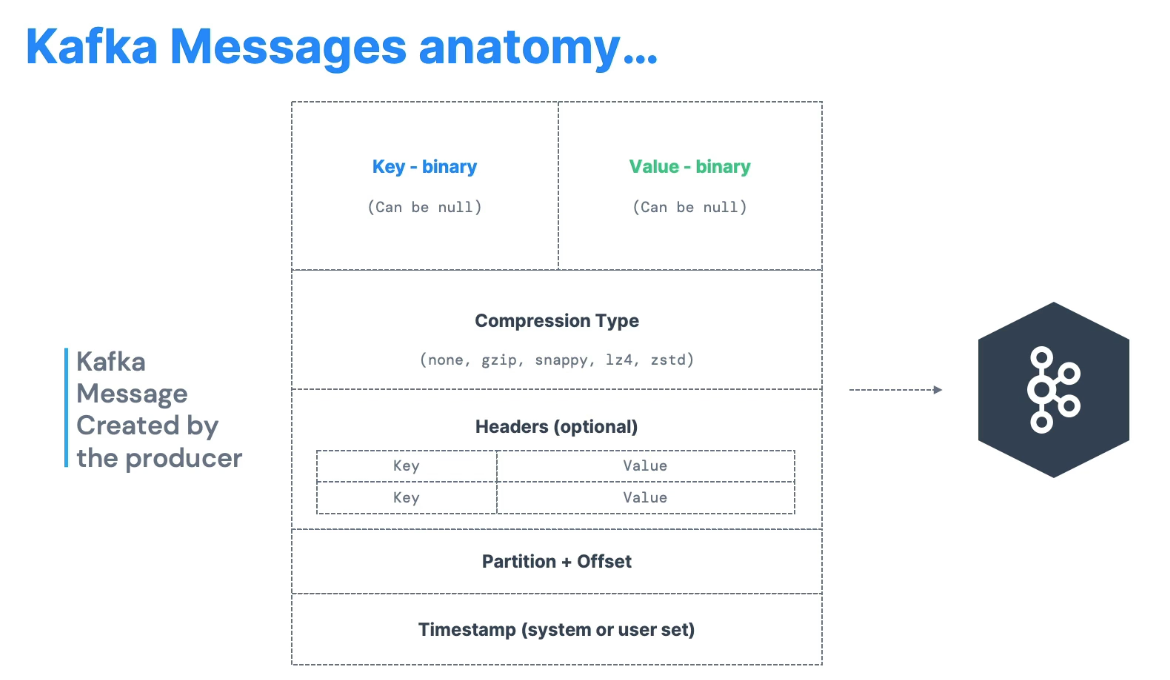 Kafka Messages anatomy...
Key - binary
(Can be null)
Value - binary
(Can be null)
Compression Type
(none, gzip, snappy, lz4, zstd)
Kafka
Message
Created by
the producer
Headers (optional)
Key
Value
Key
Value
Partition + Offset
Timestamp (system or user set)